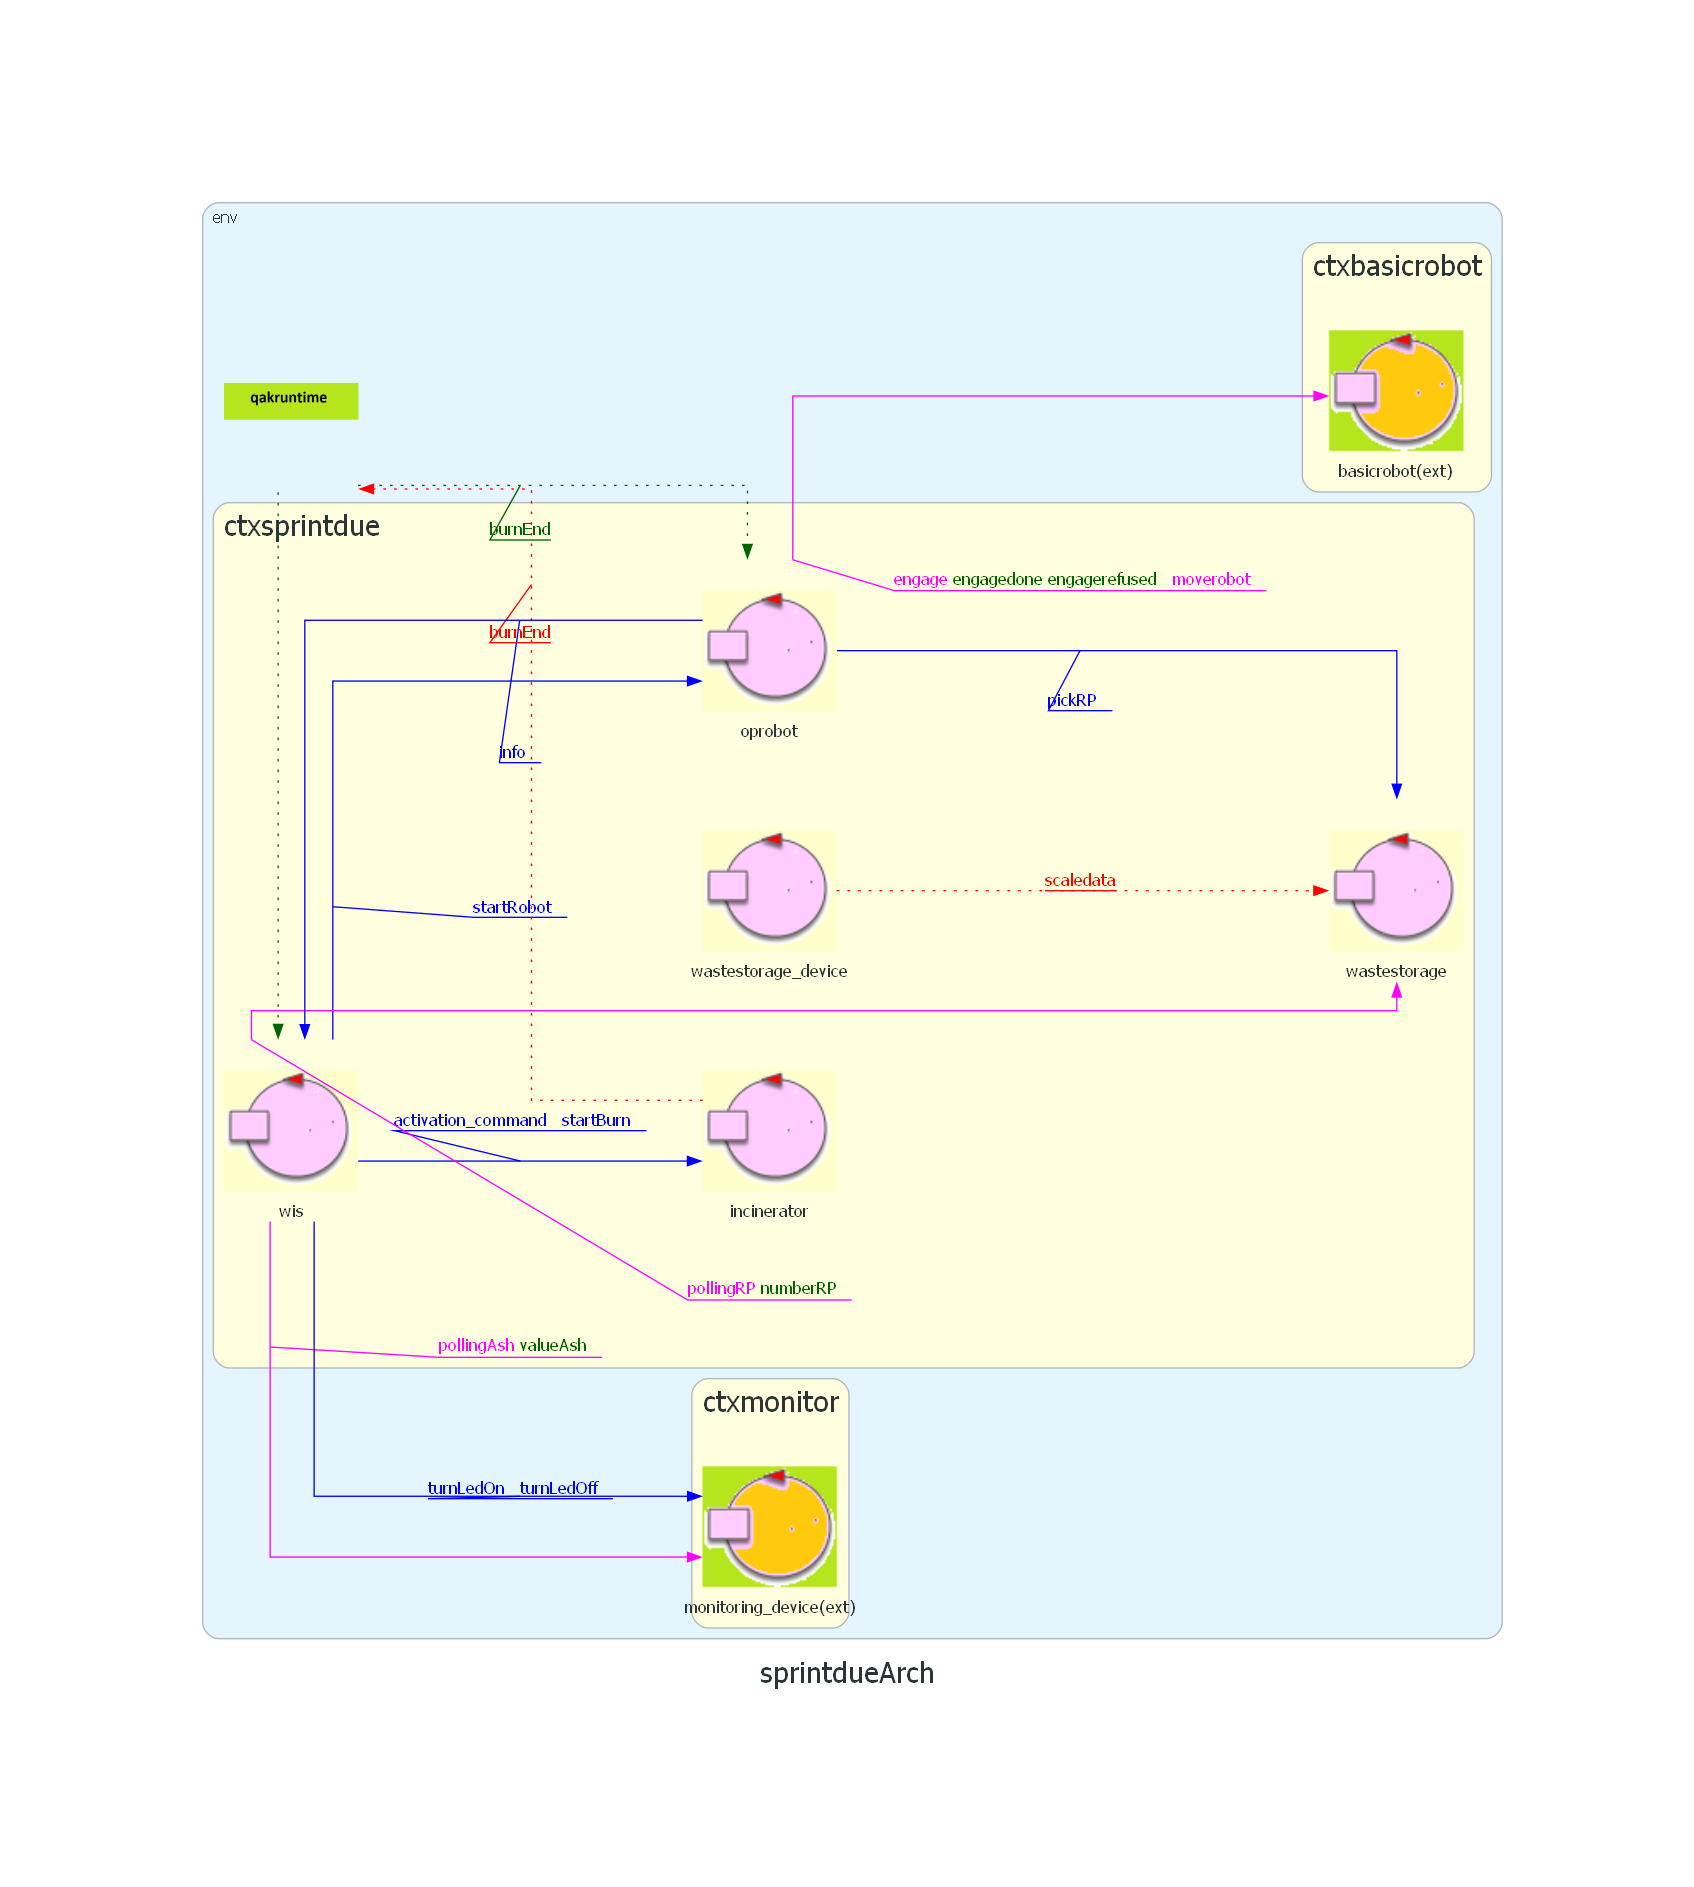 env
ctxbasicrobot
qakruntime
basicrobot(ext)
ctxsprintdue
burnEnd
engage engagedone engagerefused moverobot
burnEnd
pickRP
oprobot
info
scaledata
startRobot
wastestorage_device
wastestorage
activation_command startBurn
wis
incinerator
pollingRP numberRP
pollingAsh valueAsh
ctxmonitor
turnLedOn turnLedOff
monitoring_device(ext)
sprintdueArch